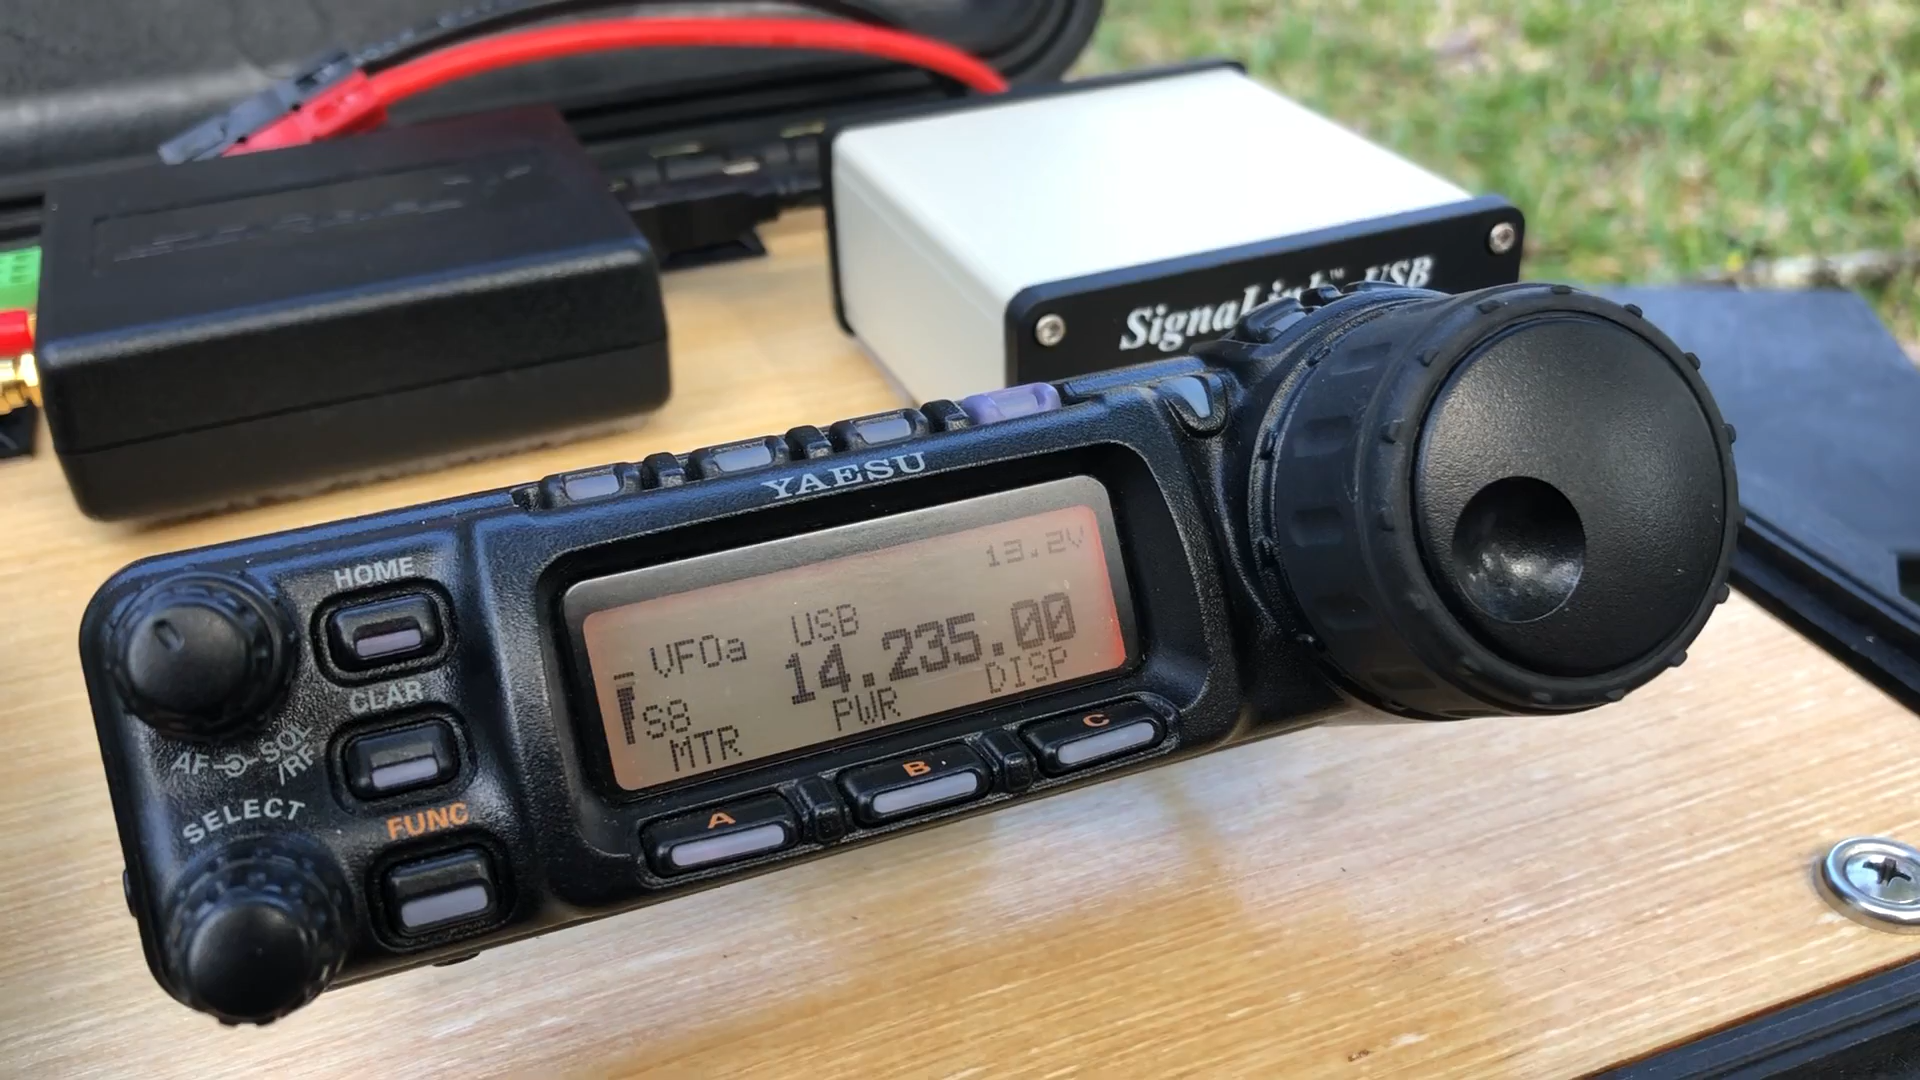 SignaLink™ USB
YAESU
HOME
CLAR
AF SQL
/RF
SELECT
FUNC
13.2V
VFOa USB
14.235.00
S8
MTR PWR DISP
A B C